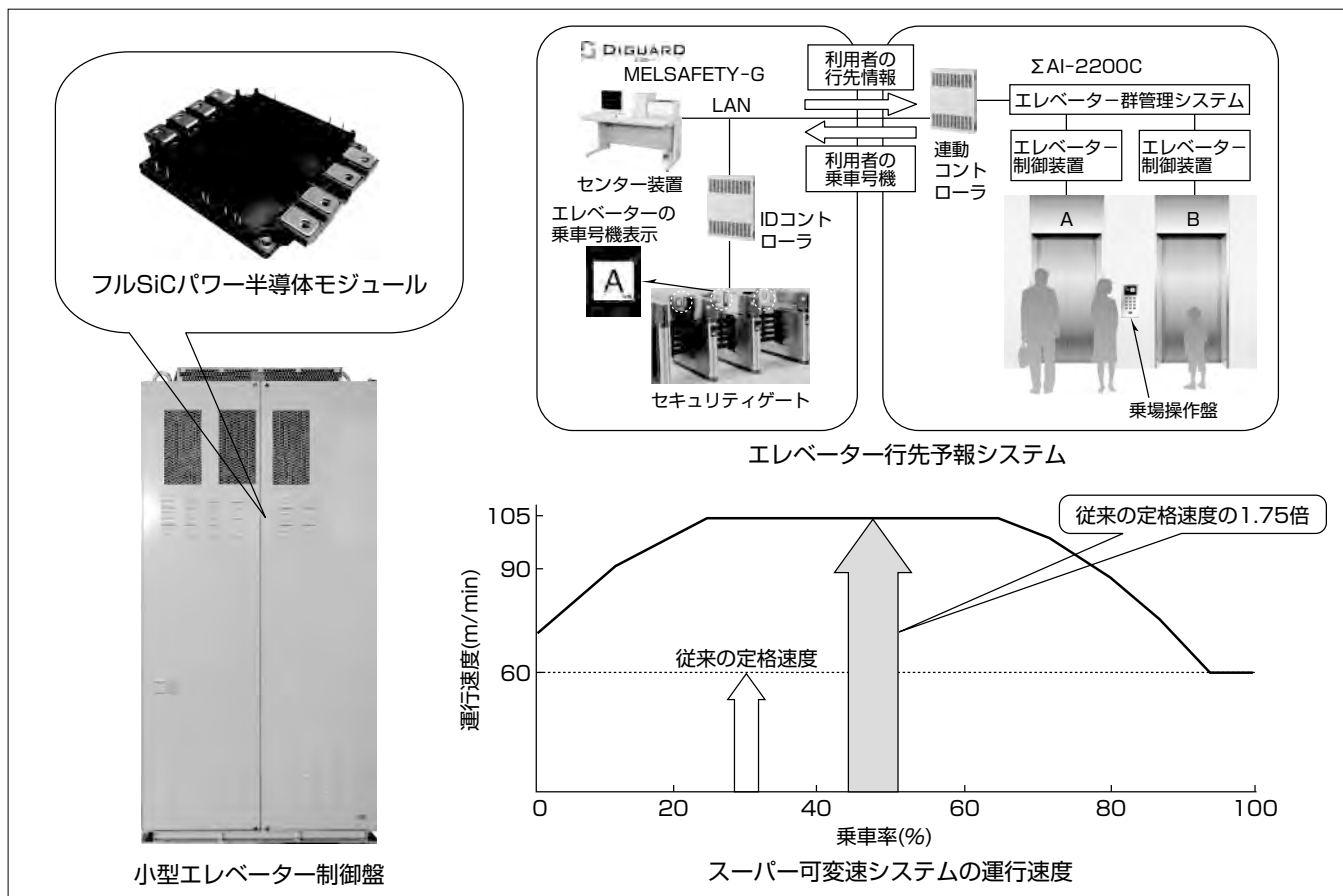 フルSiCパワー半導体モジュール
小型エレベーター制御盤
DIGUARD
MELSAFETY-G
LAN
センター装置
エレベーターの
乗車号機表示
A
IDコント
ローラ
セキュリティゲート
利用者の
行先情報
利用者の
乗車号機
連動
コント
ローラ
ΣAI-2200C
エレベーター群管理システム
エレベーター
制御装置
エレベーター
制御装置
A
B
乗場操作盤
エレベーター行先予報システム
105
90
60
運行速度(m/min)
従来の定格速度の1.75倍
従来の定格速度
0
20
40
60
80
100
乗車率(%)
スーパー可変速システムの運行速度